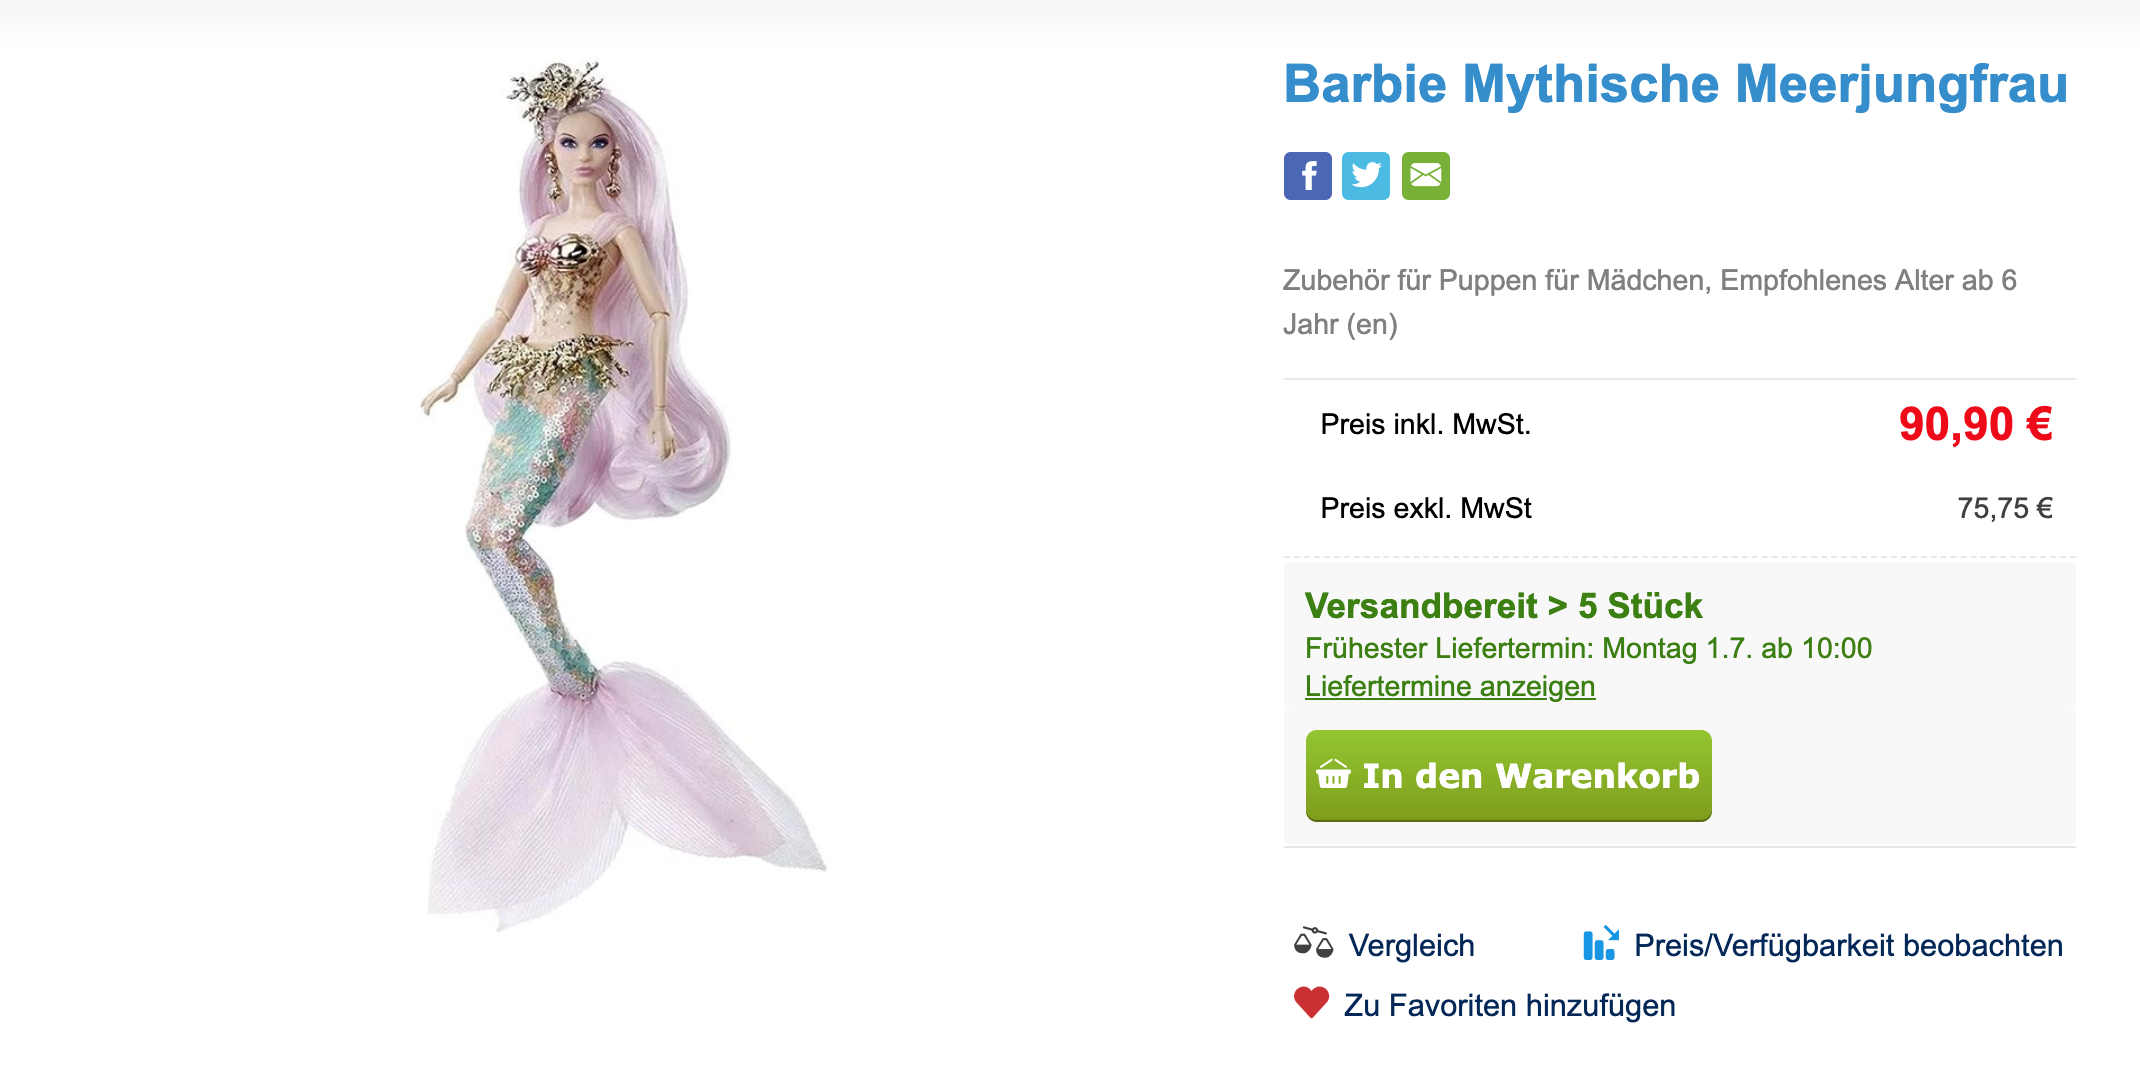 Barbie Mythische Meerjungfrau
f
Zubehör für Puppen für Mädchen, Empfohlenes Alter ab 6
Jahr (en)
Preis inkl. MwSt.
90,90 €
Preis exkl. MwSt
75,75 €
Versandbereit > 5 Stück
Frühester Liefertermin: Montag 1.7. ab 10:00
Liefertermine anzeigen
In den Warenkorb
Vergleich
Preis/Verfügbarkeit beobachten
Zu Favoriten hinzufügen